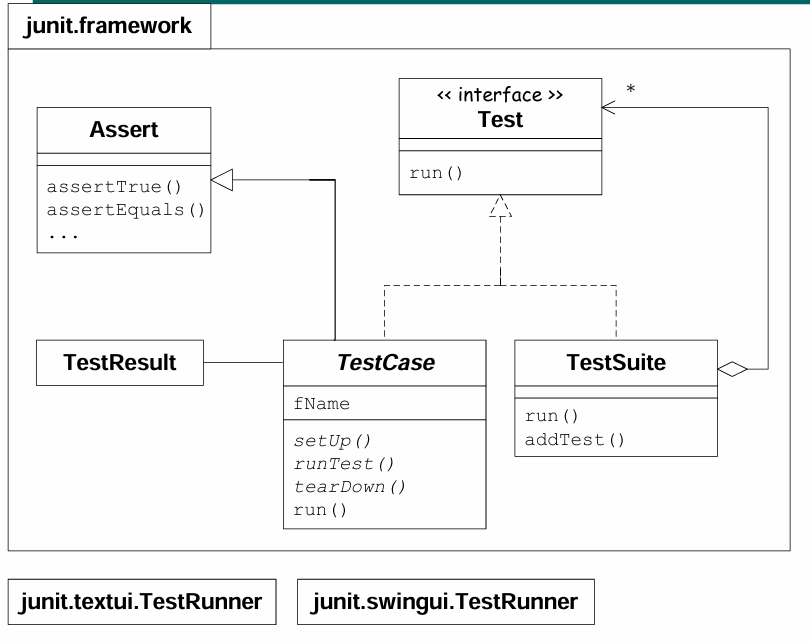 junit.framework
Assert
assertTrue()
assertEquals()
...
<< interface >>
Test
*
run()
TestResult
TestCase
fName
setUp()
runTest()
tearDown()
run()
TestSuite
run()
addTest()
junit.textui.TestRunner
junit.swingui.TestRunner